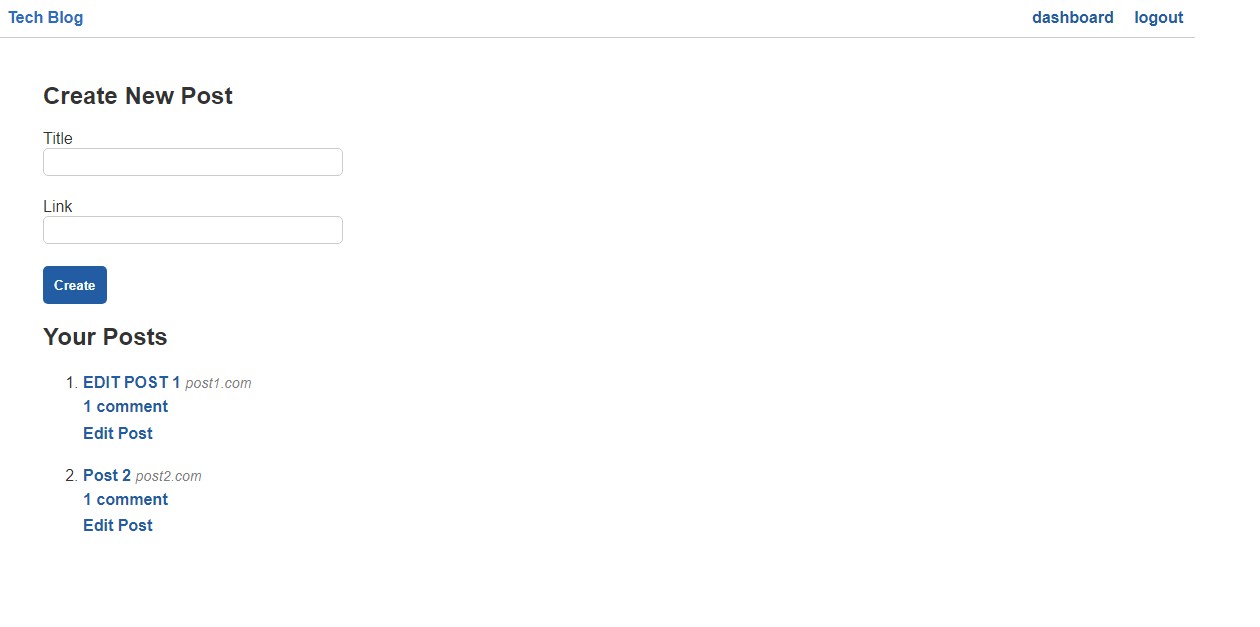 Tech Blog dashboard logout
Create New Post
Title
Link
Create
Your Posts
1. EDIT POST 1 post1.com
1 comment
Edit Post
2. Post 2 post2.com
1 comment
Edit Post